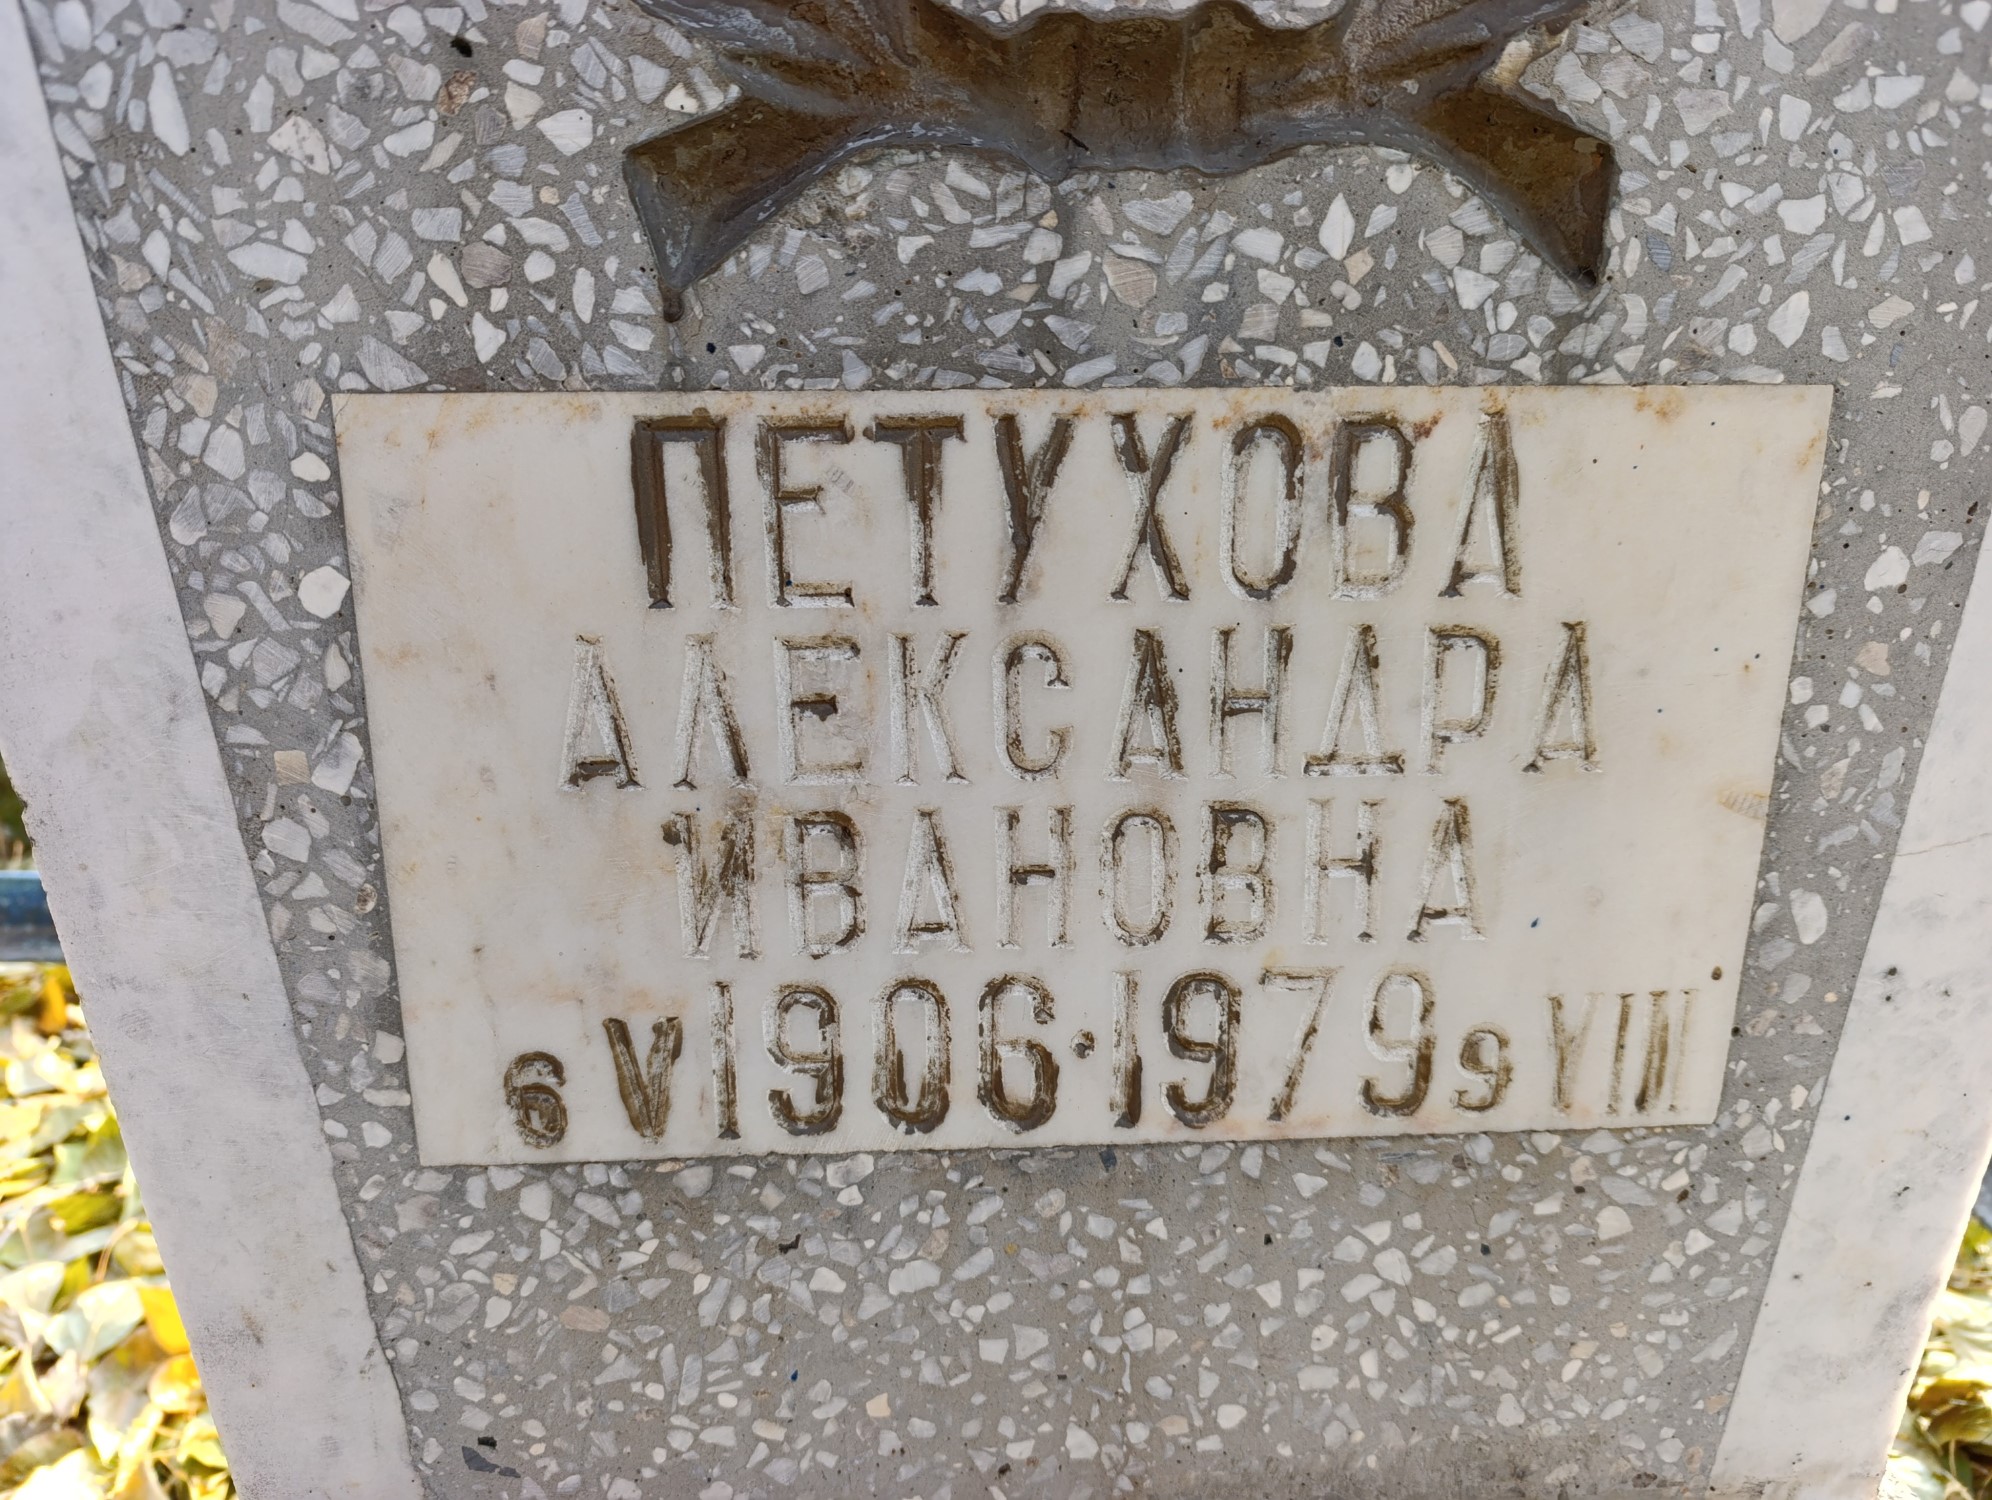 ПЕТУХОВА
АЛЕКСАНДРА
ИВАНОВНА
6 V 1906·1979 9 VIII